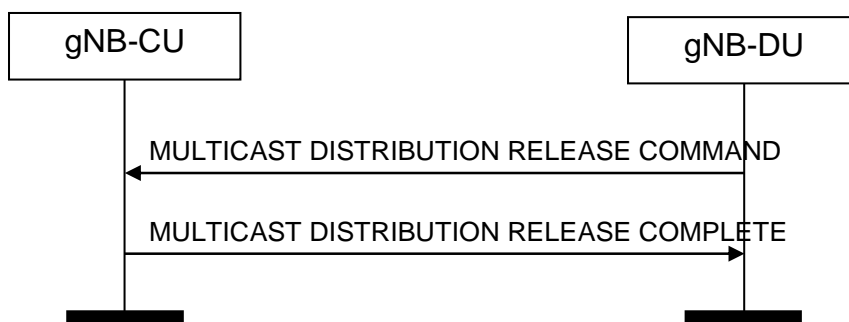 gNB-CU
gNB-DU
MULTICAST DISTRIBUTION RELEASE COMMAND
MULTICAST DISTRIBUTION RELEASE COMPLETE